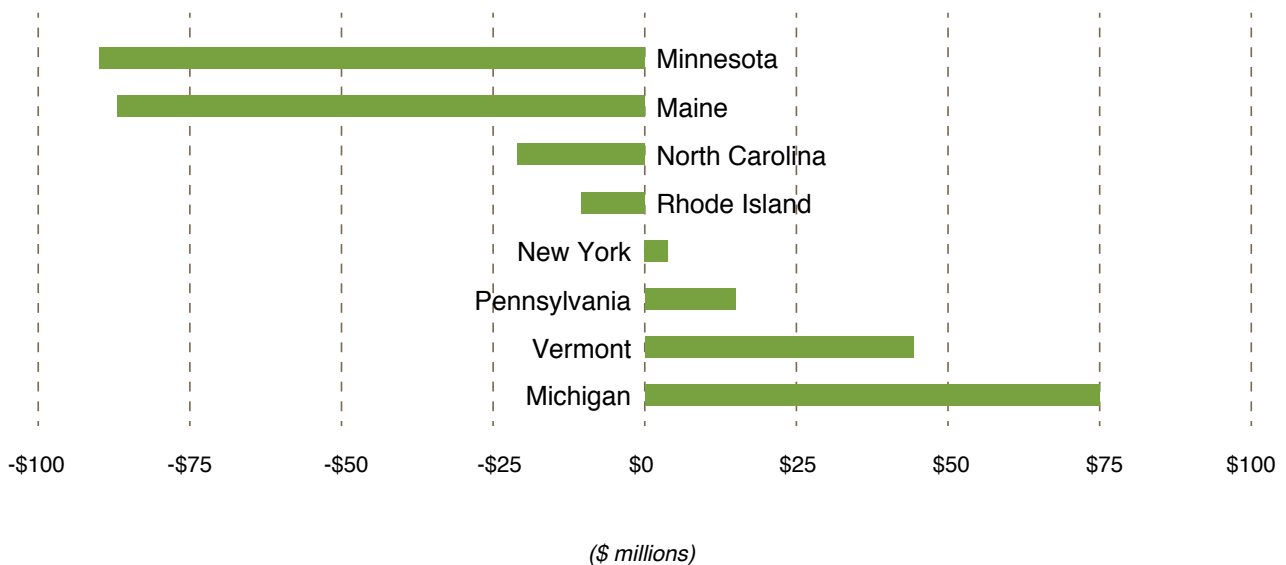 Minnesota
Maine
North Carolina
Rhode Island
New York
Pennsylvania
Vermont
Michigan
-$100 -$75 -$50 -$25 $0 $25 $50 $75 $100
($ millions)